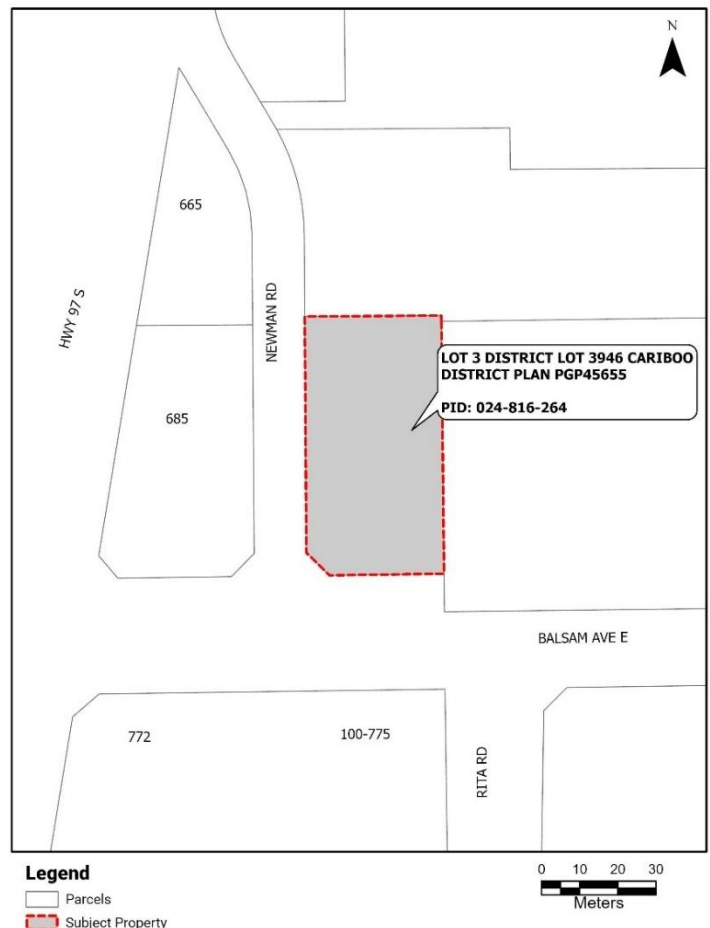 N
665
HWY 97 S
NEWMAN RD
LOT 3 DISTRICT LOT 3946 CARIBOO
DISTRICT PLAN PGP45655
PID: 024-816-264
685
BALSAM AVE E
772
100-775
RITA RD
Legend
Parcels
Subject Property
0 10 20 30
Meters